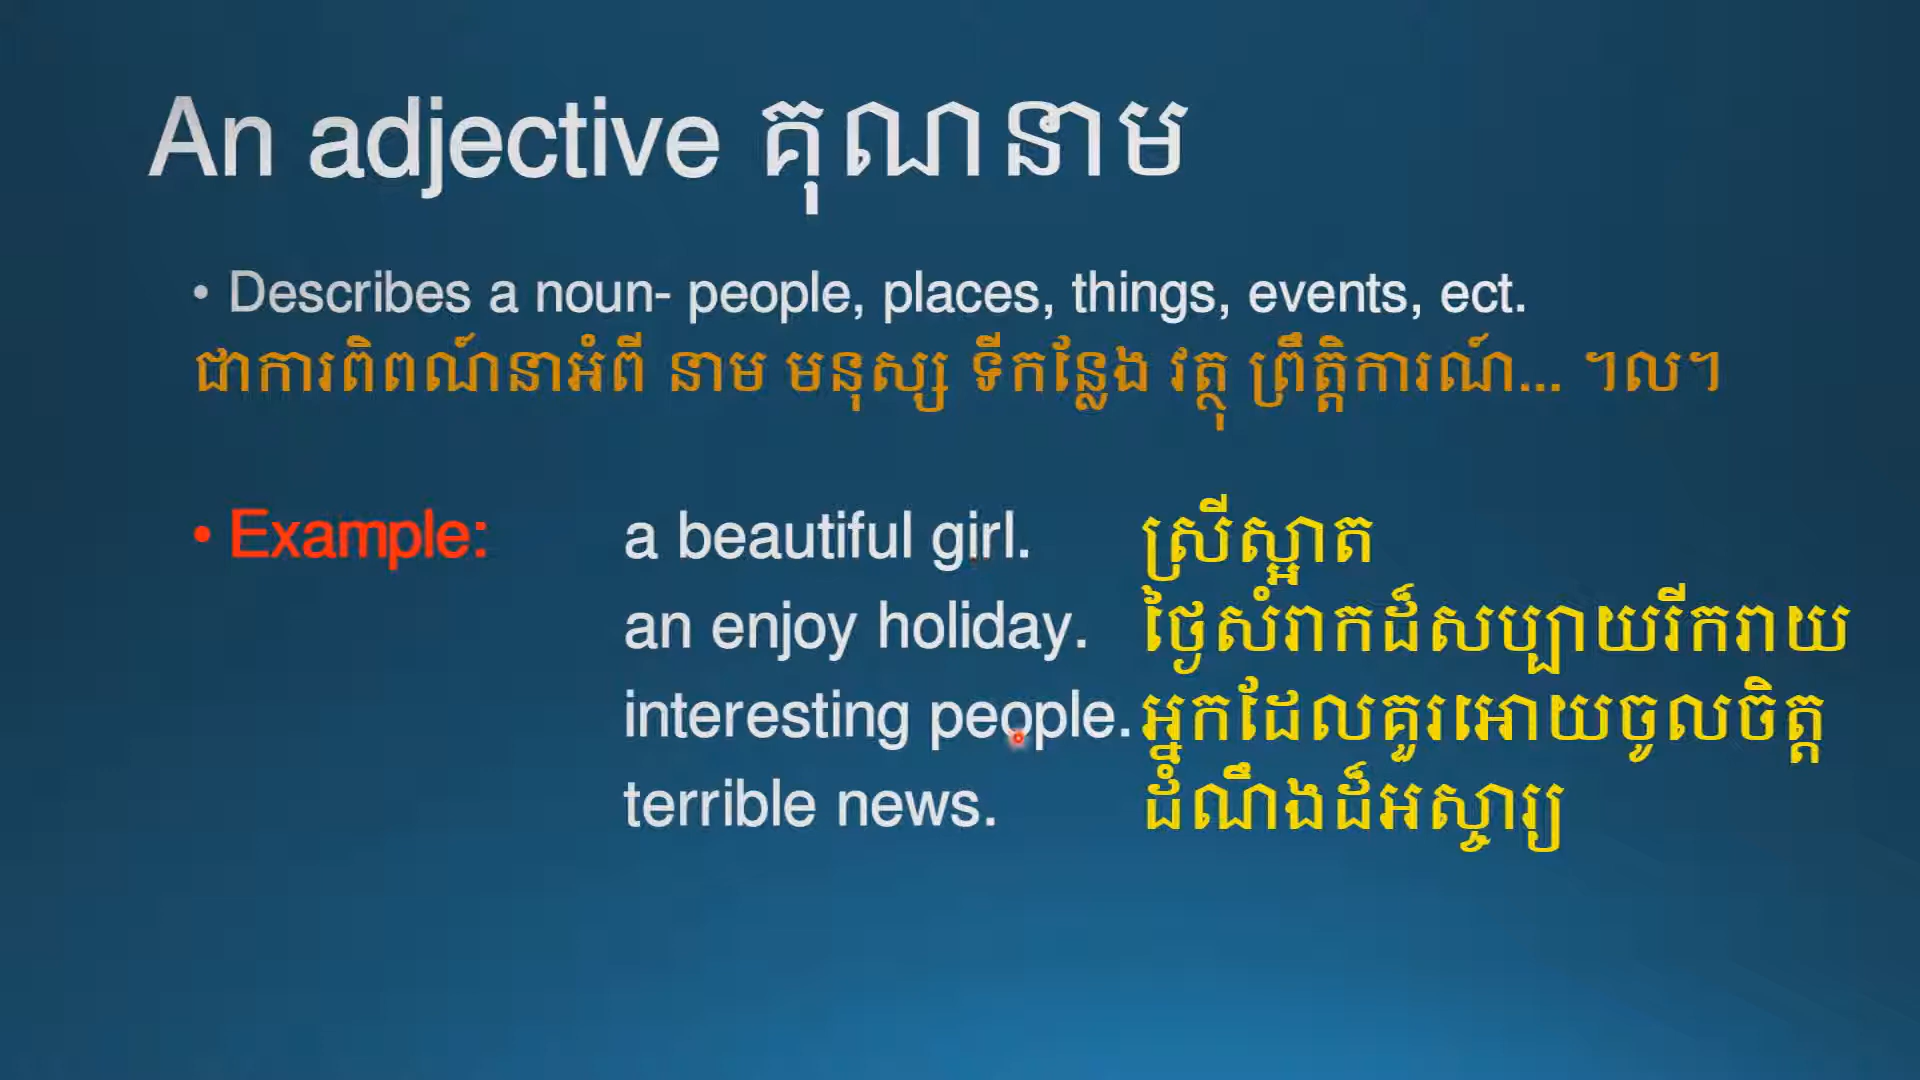 An adjective គុណនាម
• Describes a noun- people, places, things, events, ect.
ជាការពិពណ៍នាអំពី នាម មនុស្ស ទីកន្លែង វត្ថុ ព្រឹត្តិការណ៍... ។ល។
• Example: a beautiful girl. ស្រីស្អាត
an enjoy holiday. ថ្ងៃសំរាកដ៏សប្បាយរីករាយ
interesting people. អ្នកដែលគួរអោយចូលចិត្ត
terrible news. ដំណឹងដ៏អស្ចារ្យ